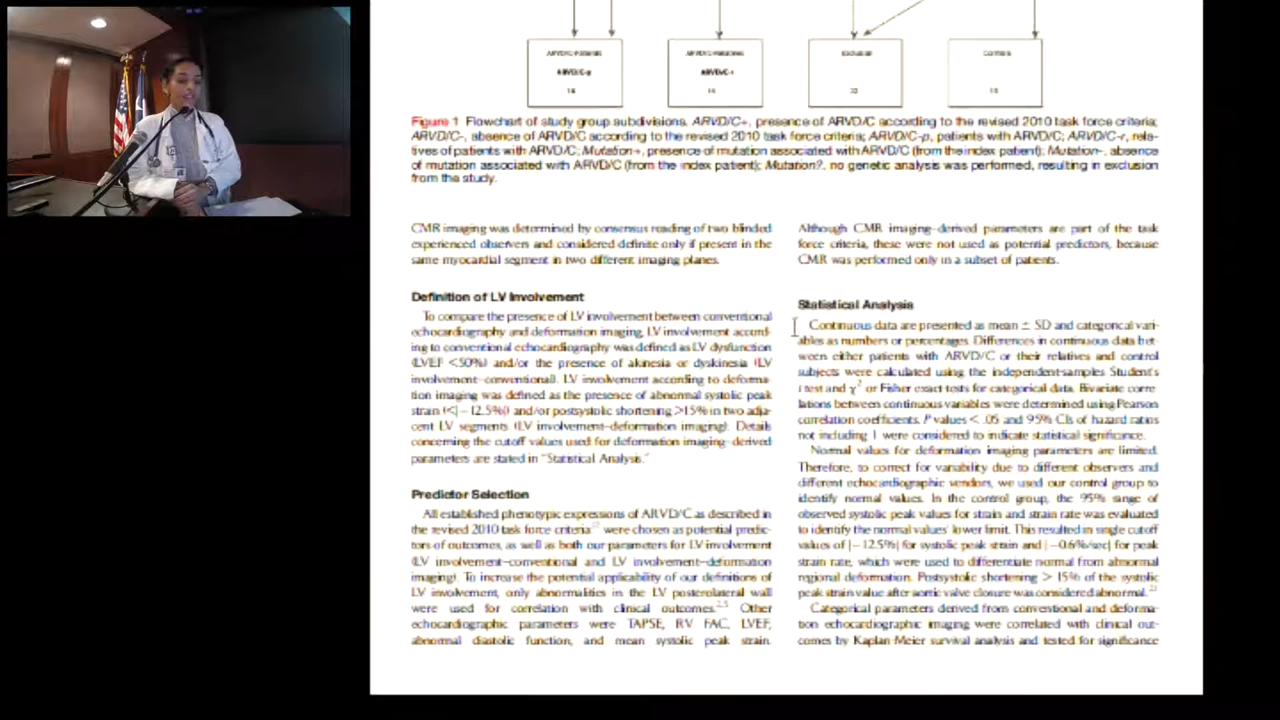 ARVD/C-patients
ARVD/C-p
ARVD/C-relatives
ARVD/C-r
Excluded
22
Controls
Figure 1 Flowchart of study group subdivisions. ARVD/C+, presence of ARVD/C according to the revised 2010 task force criteria;
ARVD/C-, absence of ARVD/C according to the revised 2010 task force criteria; ARVD/C-p, patients with ARVD/C; ARVD/C-r, rela-
tives of patients with ARVD/C; Mutation+, presence of mutation associated with ARVD/C (from the index patient); Mutation-, absence
of mutation associated with ARVD/C (from the index patient); Mutation?, no genetic analysis was performed, resulting in exclusion
from the study.
CMR imaging was determined by consensus reading of two blinded
experienced observers and considered definite only if present in the
same myocardial segment in two different imaging planes.
Definition of LV Involvement
To compare the presence of LV involvement between conventional
echocardiography and deformation imaging, LV involvement accord-
ing to conventional echocardiography was defined as LV dysfunction
(LVEF <50%) and/or the presence of akinesia or dyskinesia (LV
involvement–conventional). LV involvement according to deforma-
tion imaging was defined as the presence of abnormal systolic peak
strain (<|−12.5%|) and/or postsystolic shortening >15% in two adja-
cent LV segments (LV involvement–deformation imaging). Details
concerning the cutoff values used for deformation imaging–derived
parameters are stated in “Statistical Analysis.”
Predictor Selection
All established phenotypic expressions of ARVD/C as described in
the revised 2010 task force criteria were chosen as potential predic-
tors of outcomes, as well as both our parameters for LV involvement
(LV involvement–conventional and LV involvement–deformation
imaging). To increase the potential applicability of our definitions of
LV involvement, only abnormalities in the LV posterolateral wall
were used for correlation with clinical outcomes.2,5 Other
echocardiographic parameters were TAPSE, RV FAC, LVEF,
abnormal diastolic function, and mean systolic peak strain.
Although CMR imaging–derived parameters are part of the task
force criteria, these were not used as potential predictors, because
CMR was performed only in a subset of patients.
Statistical Analysis
Continuous data are presented as mean ± SD and categorical vari-
ables as numbers or percentages. Differences in continuous data bet-
ween either patients with ARVD/C or their relatives and control
subjects were calculated using the independent-samples Student's
t test and χ2 or Fisher exact tests for categorical data. Bivariate corre-
lations between continuous variables were determined using Pearson
correlation coefficients. P values < .05 and 95% CIs of hazard ratios
not including 1 were considered to indicate statistical significance.
Normal values for deformation imaging parameters are limited.
Therefore, to correct for variability due to different observers and
different echocardiographic vendors, we used our control group to
identify normal values. In the control group, the 95% range of
observed systolic peak values for strain and strain rate was evaluated
to identify the normal values' lower limit. This resulted in single cutoff
values of |−12.5%| for systolic peak strain and |−0.6%/sec| for peak
strain rate, which were used to differentiate normal from abnormal
regional deformation. Postsystolic shortening > 15% of the systolic
peak strain value after aortic valve closure was considered abnormal.
Categorical parameters derived from conventional and deforma-
tion echocardiographic imaging were correlated with clinical out-
comes by Kaplan-Meier survival analysis and tested for significance